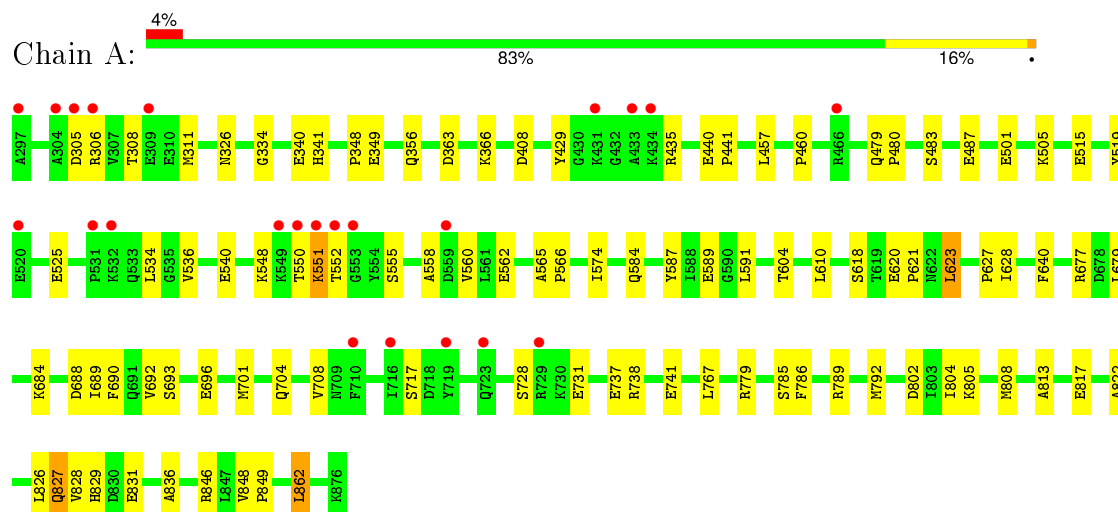 4%
Chain A:
83% 16% •
A297 A304 D305 R306 V307 T308 E309 E310 M311 N326 G334 E340 H341 P348 E349 Q356 D363 K366 D408 Y429 G430 K431 G432 A433 K434 R435 E440 P441 L457 P460 R466 Q479 P480 S483 E487 E501 K505 E515
E520 E525 P531 K532 Q533 L534 G535 V536 E540 K548 K549 T550 K551 T552 G553 Y554 S555 A558 D559 V560 L561 E562 A565 P566 I574 Q584 Y587 I588 E589 G590 L591 T604 L610 S618 T619 E620 P621 N622 L623 P627 I628 F640 R677 D678 L679
K684 D688 I689 F690 Q691 V692 S693 E696 M701 Q704 V708 N709 F710 I716 S717 D718 Y719 Q723 S728 R729 K730 E731 E737 R738 E741 L767 R779 S785 F786 R789 M792 D802 I803 I804 K805 M808 A813 E817
L826 Q827 V828 H829 D830 E831 A836 R846 L847 V848 P849 L862 K876